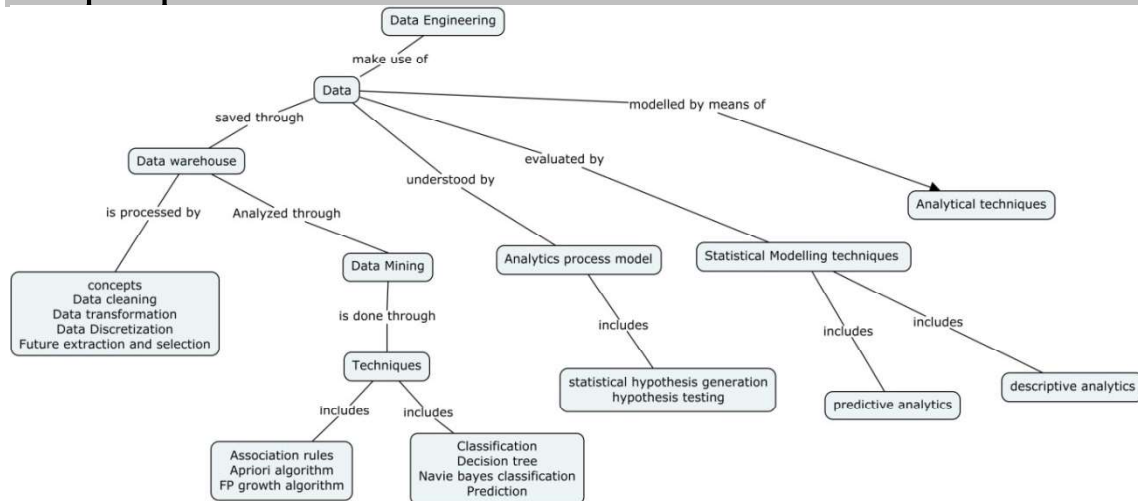 Data Engineering
make use of
Data
modelled by means of
saved through
Data warehouse
evaluated by
understood by
Analytical techniques
is processed by
Analyzed through
Analytics process model
Statistical Modelling techniques
Data Mining
concepts
Data cleaning
Data transformation
Data Discretization
Future extraction and selection
is done through
includes
includes
includes
Techniques
statistical hypothesis generation
hypothesis testing
descriptive analytics
predictive analytics
includes
includes
Association rules
Apriori algorithm
FP growth algorithm
Classification
Decision tree
Navie bayes classification
Prediction